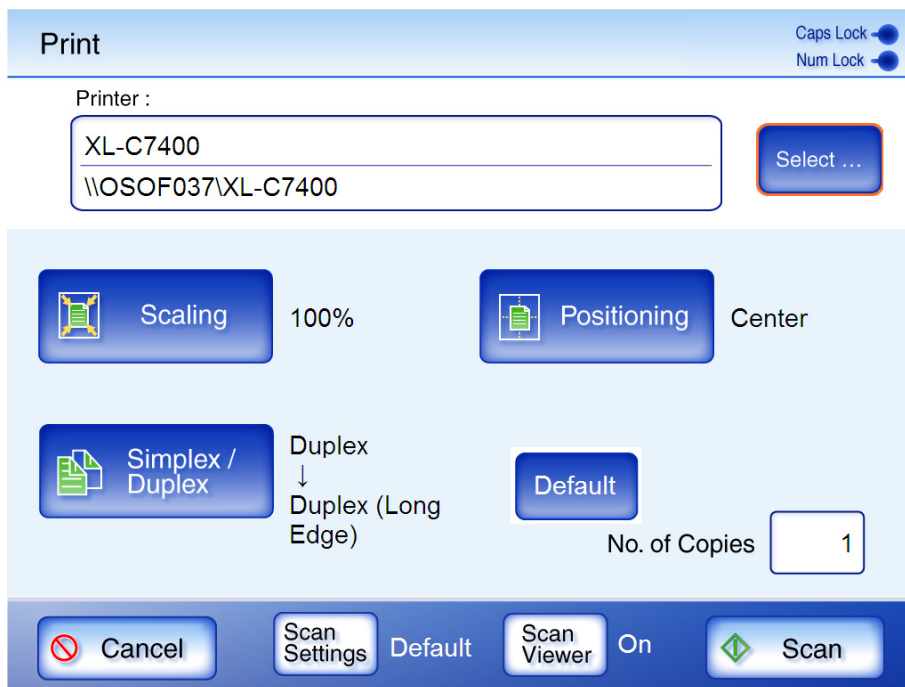 Print
Caps Lock
Num Lock
Printer :
XL-C7400
\\OSOF037\XL-C7400
Select ...
Scaling
100%
Positioning
Center
Simplex /
Duplex
Duplex
↓
Duplex (Long
Edge)
Default
No. of Copies
1
Cancel
Scan
Settings
Default
Scan
Viewer
On
Scan